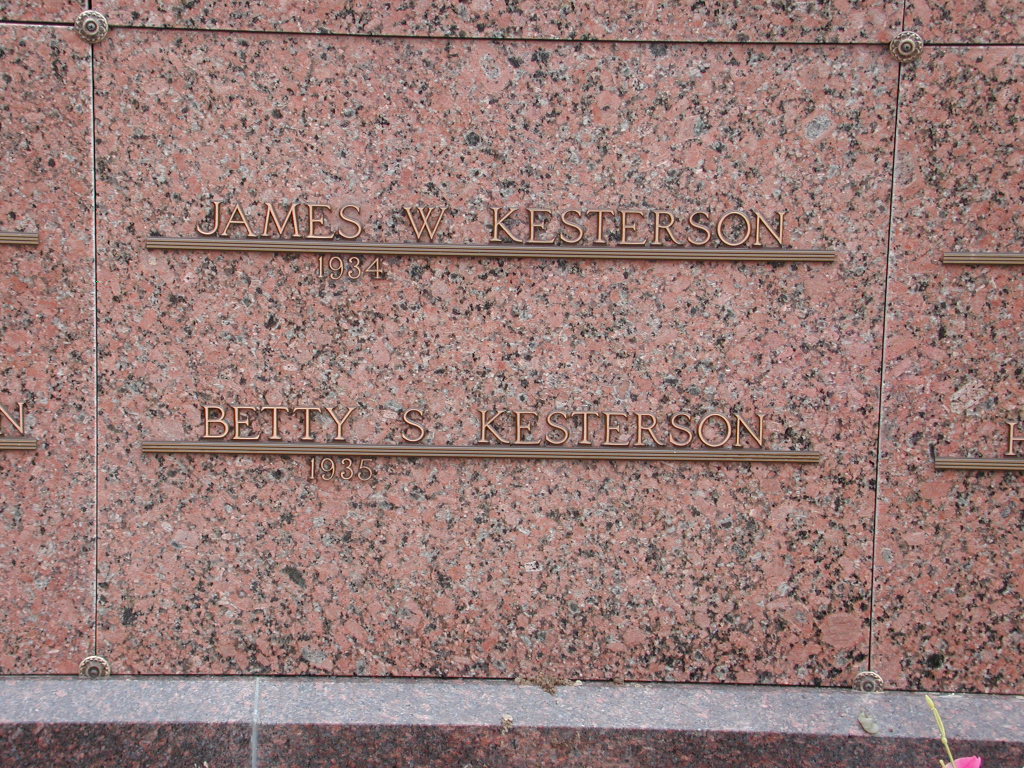 JAMES W KESTERSON
1934
BETTY S KESTERSON
1935
N
H